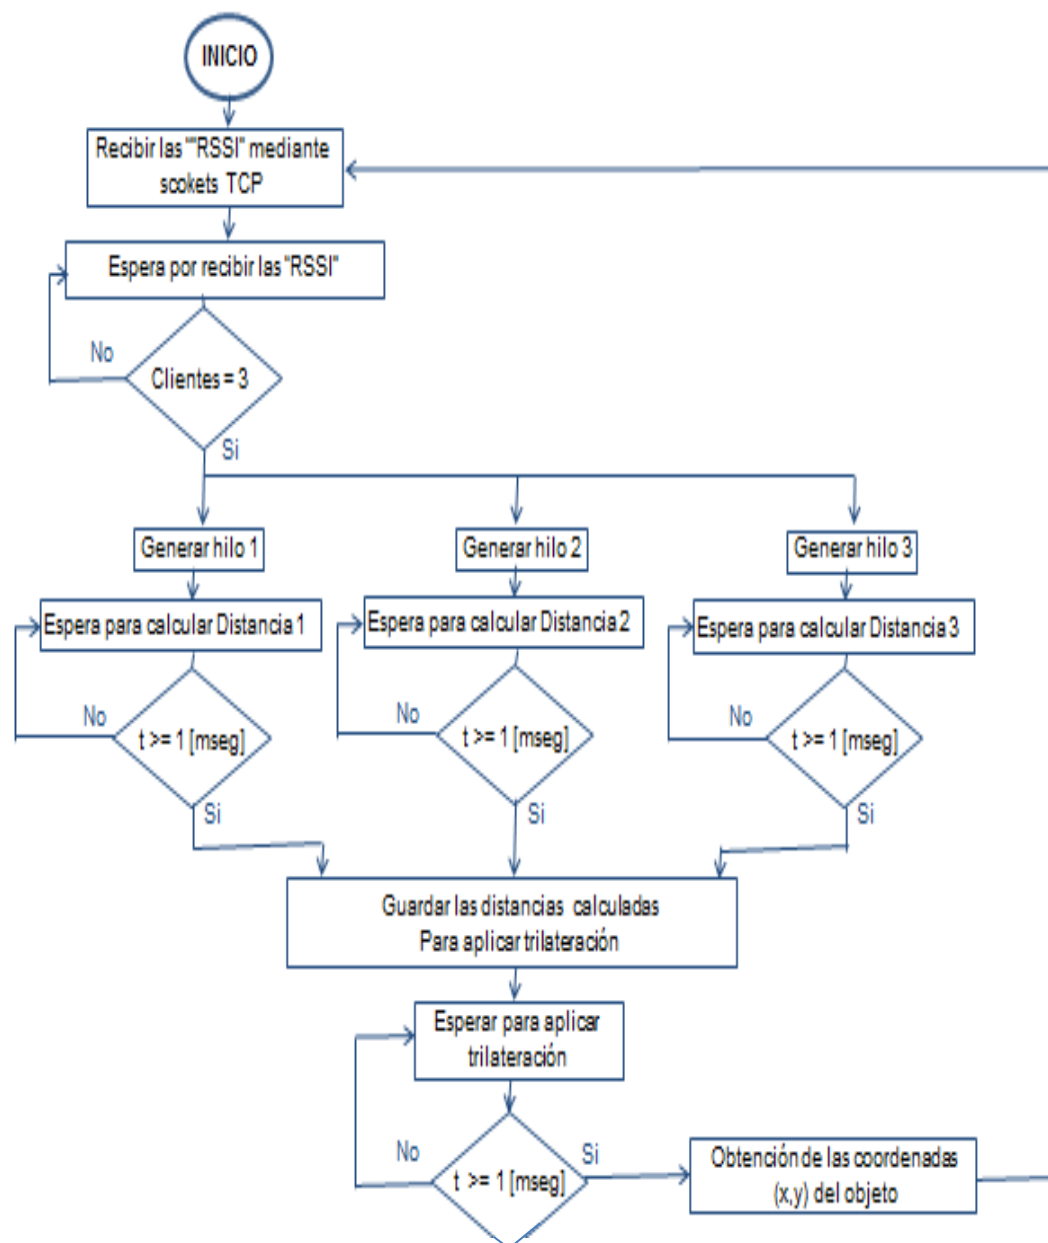 INICIO
Recibir las ""RSSI" mediante
scokets TCP
Espera por recibir las "RSSI"
No
Clientes = 3
Si
Generar hilo 1
Generar hilo 2
Generar hilo 3
Espera para calcular Distancia 1
Espera para calcular Distancia 2
Espera para calcular Distancia 3
No
t >= 1 [mseg]
Si
No
t >= 1 [mseg]
Si
No
t >= 1 [mseg]
Si
Guardar las distancias calculadas
Para aplicar trilateración
Esperar para aplicar
trilateración
No
t >= 1 [mseg]
Si
Obtención de las coordenadas
(x,y) del objeto